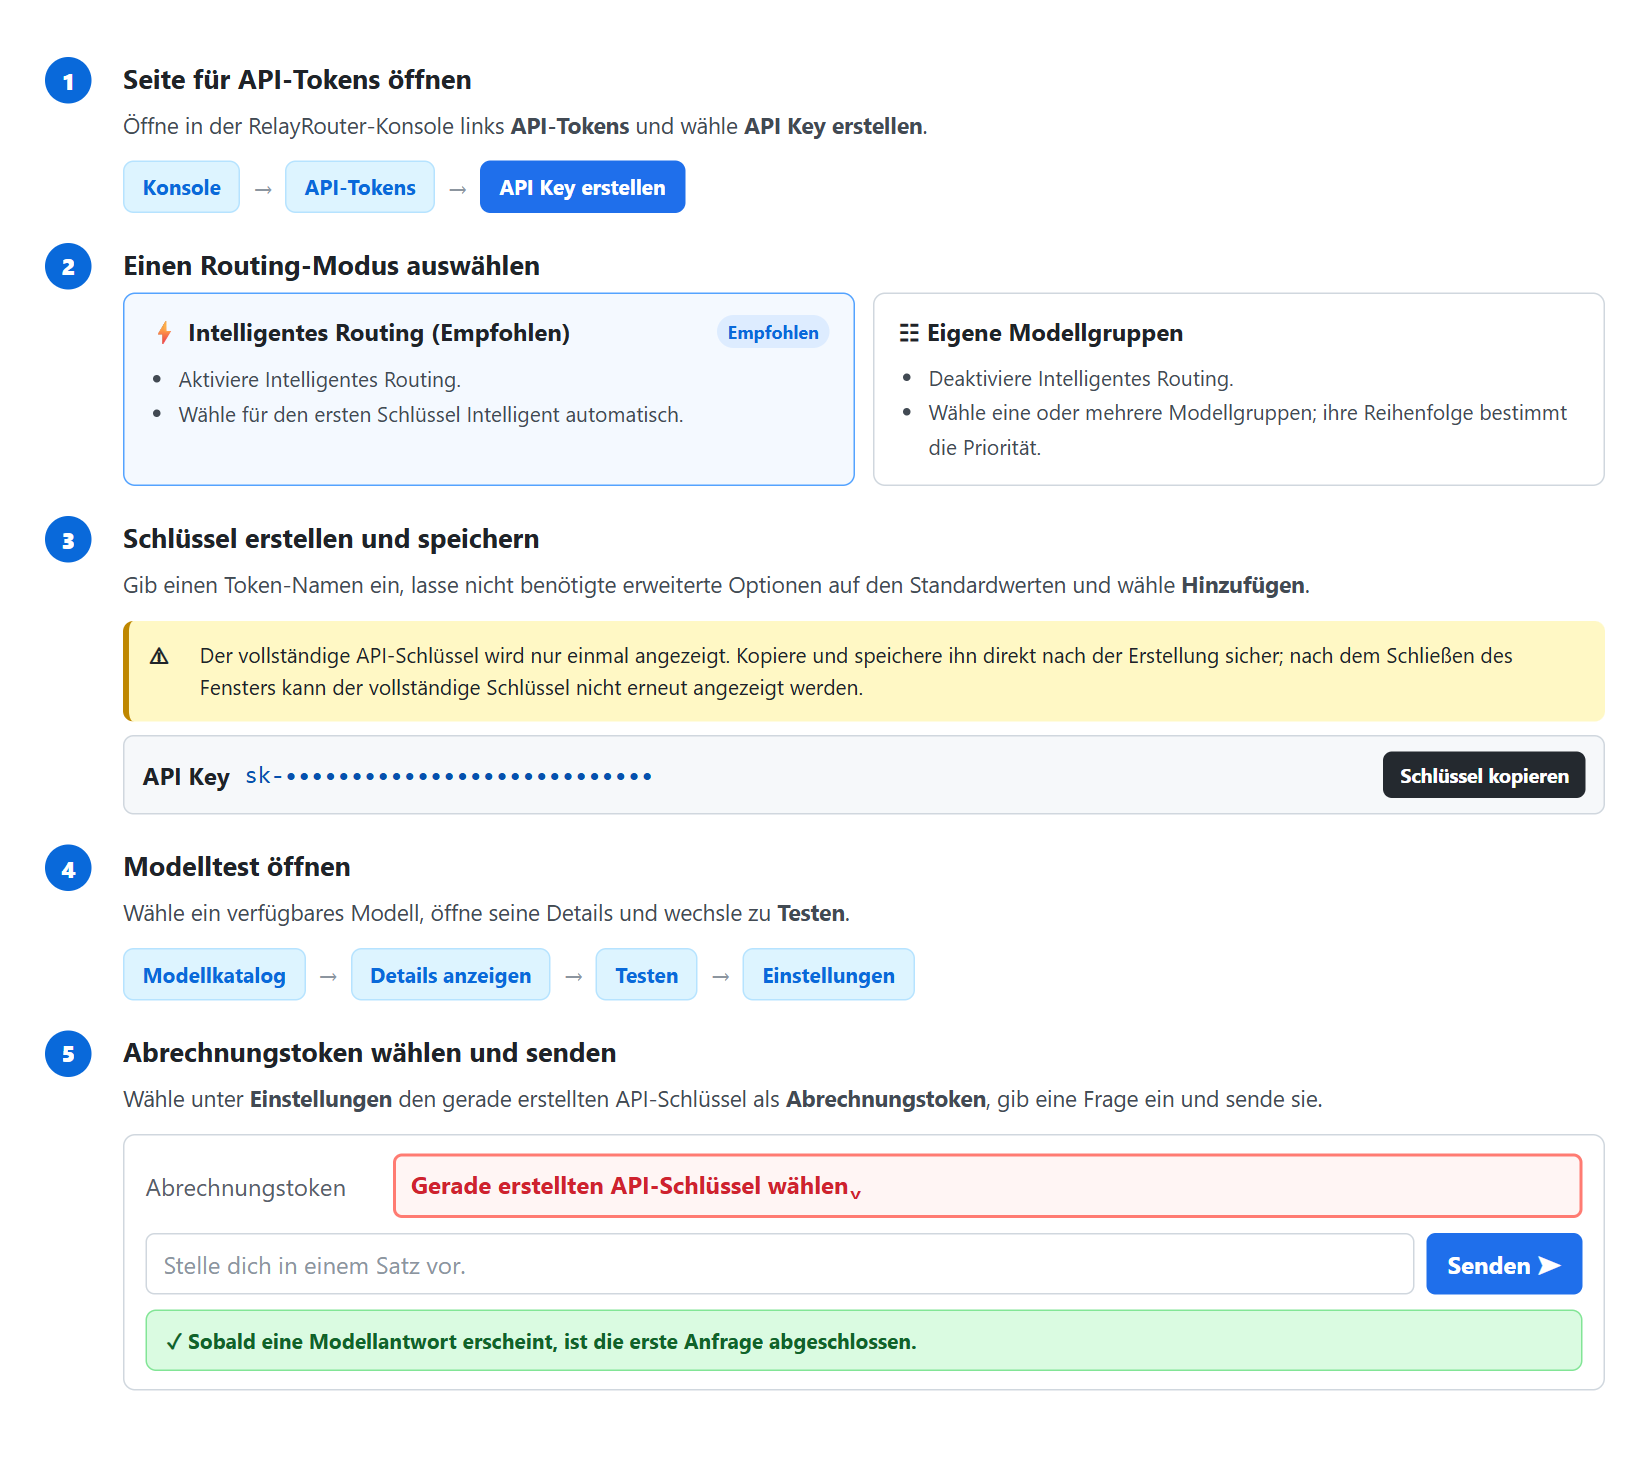 1
Seite für API-Tokens öffnen
Öffne in der RelayRouter-Konsole links API-Tokens und wähle API Key erstellen.
Konsole → API-Tokens → API Key erstellen
2
Einen Routing-Modus auswählen
⚡ Intelligentes Routing (Empfohlen) Empfohlen
• Aktiviere Intelligentes Routing.
• Wähle für den ersten Schlüssel Intelligent automatisch.
☷ Eigene Modellgruppen
• Deaktiviere Intelligentes Routing.
• Wähle eine oder mehrere Modellgruppen; ihre Reihenfolge bestimmt
die Priorität.
3
Schlüssel erstellen und speichern
Gib einen Token-Namen ein, lasse nicht benötigte erweiterte Optionen auf den Standardwerten und wähle Hinzufügen.
⚠ Der vollständige API-Schlüssel wird nur einmal angezeigt. Kopiere und speichere ihn direkt nach der Erstellung sicher; nach dem Schließen des
Fensters kann der vollständige Schlüssel nicht erneut angezeigt werden.
API Key sk-•••••••••••••••••••••••••••• Schlüssel kopieren
4
Modelltest öffnen
Wähle ein verfügbares Modell, öffne seine Details und wechsle zu Testen.
Modellkatalog → Details anzeigen → Testen → Einstellungen
5
Abrechnungstoken wählen und senden
Wähle unter Einstellungen den gerade erstellten API-Schlüssel als Abrechnungstoken, gib eine Frage ein und sende sie.
Abrechnungstoken Gerade erstellten API-Schlüssel wählen˅
Stelle dich in einem Satz vor. Senden ➤
✓ Sobald eine Modellantwort erscheint, ist die erste Anfrage abgeschlossen.